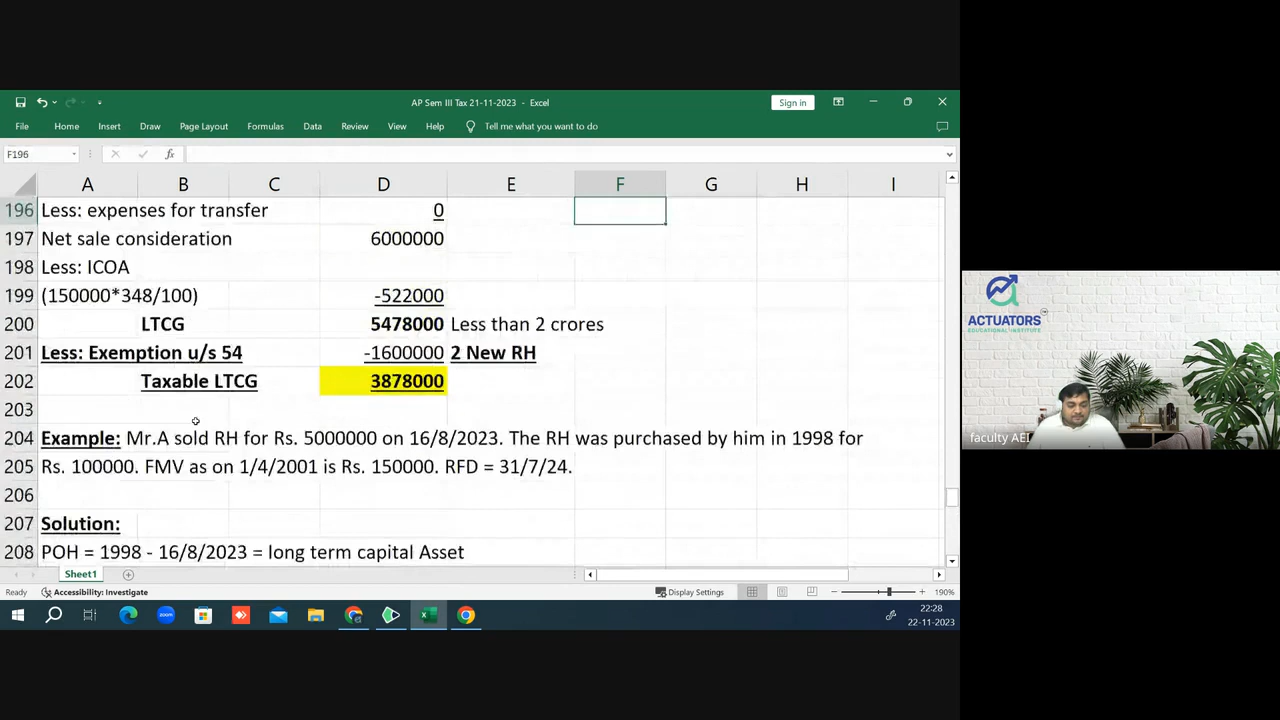 AP Sem III Tax 21-11-2023 - Excel
Sign in
File Home Insert Draw Page Layout Formulas Data Review View Help Tell me what you want to do
F196 fx
A B C D E F G H I
196 Less: expenses for transfer 0
197 Net sale consideration 6000000
198 Less: ICOA
199 (150000*348/100) -522000
200 LTCG 5478000 Less than 2 crores
201 Less: Exemption u/s 54 -1600000 2 New RH
202 Taxable LTCG 3878000
203
204 Example: Mr.A sold RH for Rs. 5000000 on 16/8/2023. The RH was purchased by him in 1998 for
205 Rs. 100000. FMV as on 1/4/2001 is Rs. 150000. RFD = 31/7/24.
206
207 Solution:
208 POH = 1998 - 16/8/2023 = long term capital Asset
Sheet1
Ready Accessibility: Investigate Display Settings 190%
zoom
22:28
22-11-2023
ACTUATORS
EDUCATIONAL INSTITUTE
faculty AEI